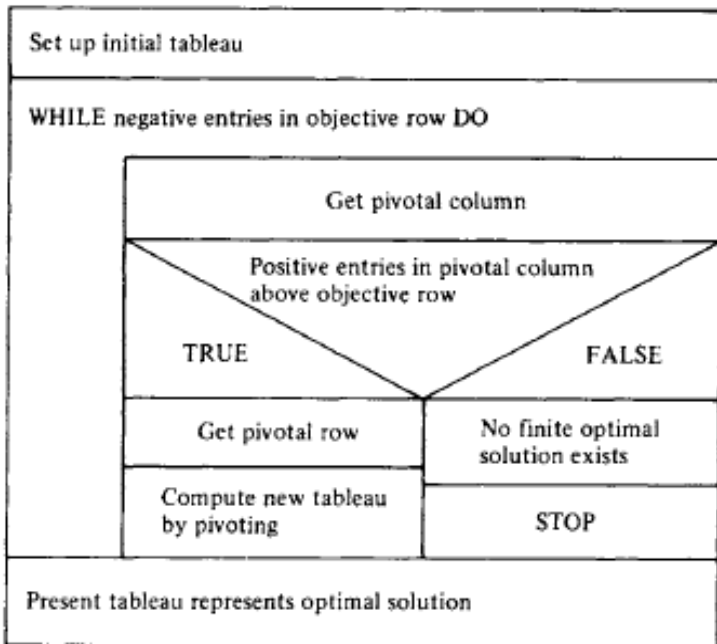 Set up initial tableau
WHILE negative entries in objective row DO
Get pivotal column
Positive entries in pivotal column
above objective row
TRUE
FALSE
Get pivotal row
No finite optimal
solution exists
Compute new tableau
by pivoting
STOP
Present tableau represents optimal solution